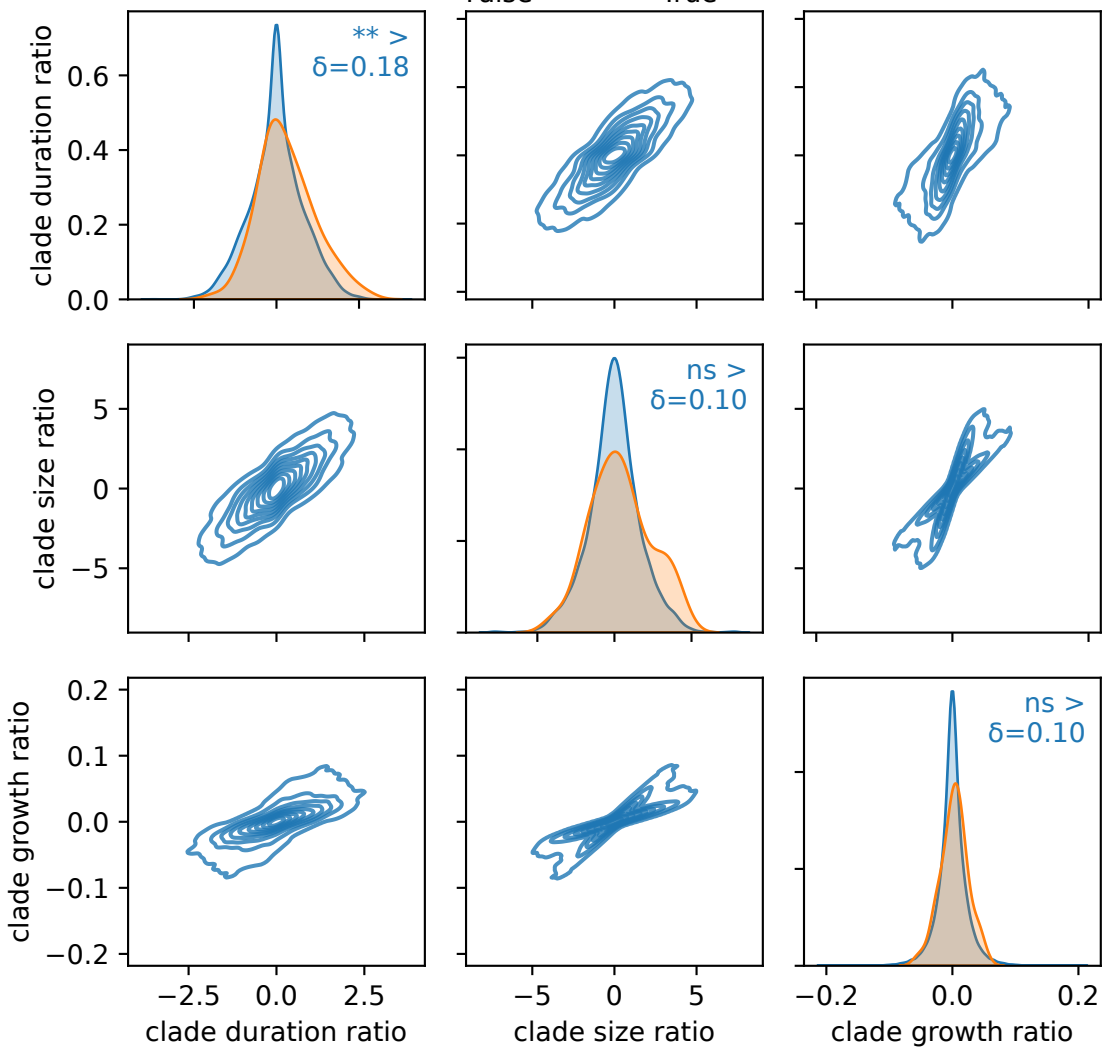 False True
clade duration ratio
0.6
0.4
0.2
0.0
** >
δ=0.18
clade size ratio
5
0
−5
ns >
δ=0.10
clade growth ratio
0.2
0.1
0.0
−0.1
−0.2
ns >
δ=0.10
−2.5 0.0 2.5
−5 0 5
−0.2 0.0 0.2
clade duration ratio
clade size ratio
clade growth ratio